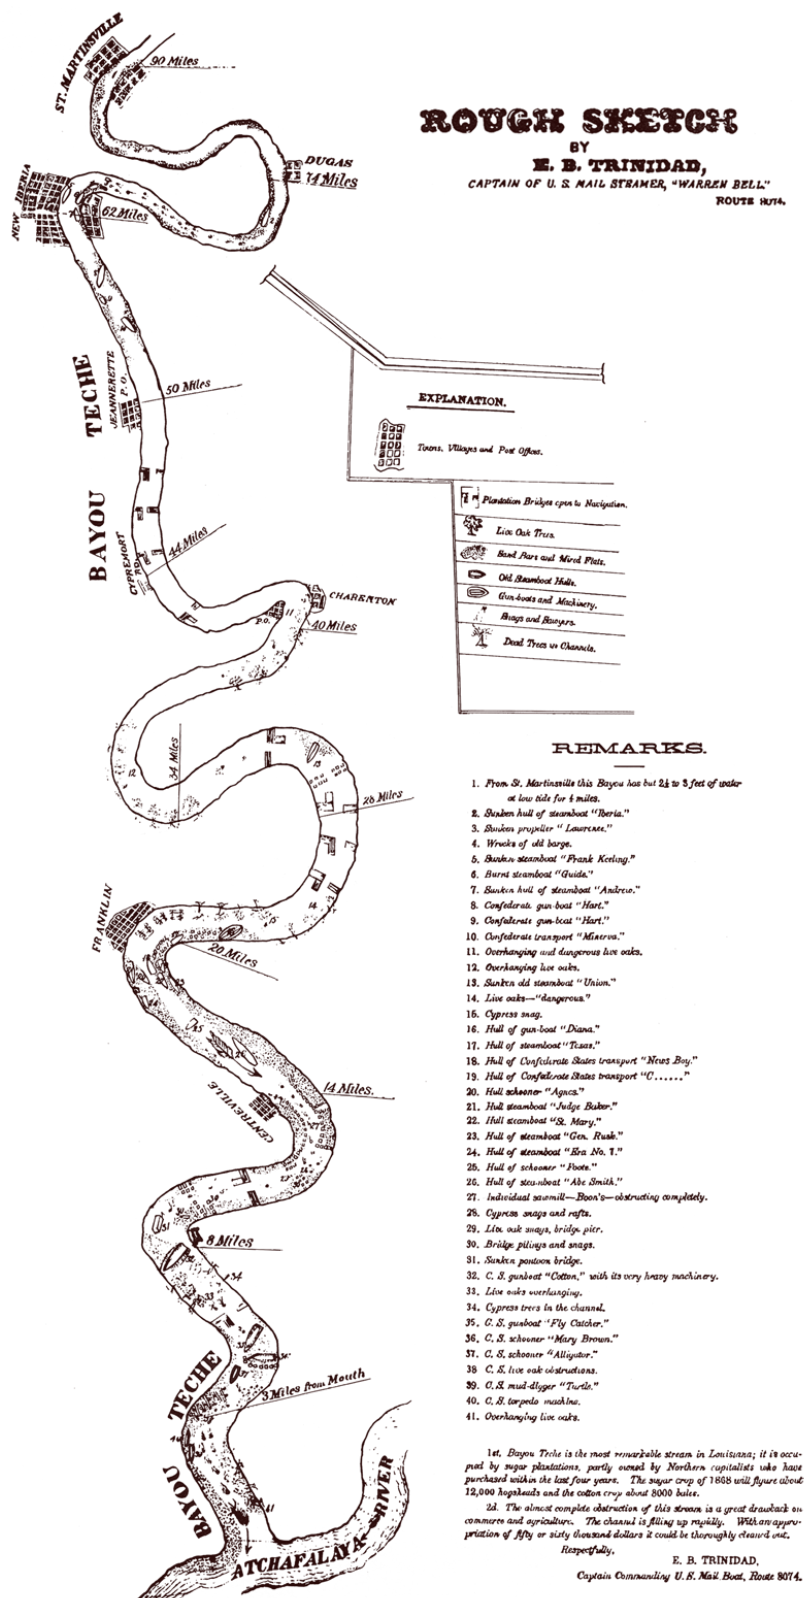 ROUGH SKETCH
BY
E. B. TRINIDAD,
CAPTAIN OF U. S. MAIL STEAMER, "WARREN BELL."
ROUTE 8074.
ST. MARTINSVILLE
90 Miles
DUGAS
74 Miles
NEW IBERIA
62 Miles
JEANNERETTE P. O.
50 Miles
BAYOU TECHE
CYPREMORT P.O.
44 Miles
CHARENTON
P.O.
11
40 Miles
12
34 Miles
13
28 Miles
14
FRANKLIN
15
20 Miles
CENTREVILLE
14 Miles.
8 Miles
34
3 Miles from Mouth
41
BAYOU TECHE
ATCHAFALAYA RIVER
EXPLANATION.
Towns, Villages and Post Offices.
Plantation Bridges open to Navigation.
Live Oak Trees.
Sand Bars and Mired Flats.
Old Steamboat Hulls.
Gun-boats and Machinery.
Snags and Sawyers.
Dead Trees in Channels.
REMARKS.
1. From St. Martinsville this Bayou has but 2½ to 3 feet of water
at low tide for 4 miles.
2. Sunken hull of steamboat "Iberia."
3. Sunken propeller "Lawrence."
4. Wrecks of old barge.
5. Sunken steamboat "Frank Keeling."
6. Burnt steamboat "Guide."
7. Sunken hull of steamboat "Andrew."
8. Confederate gun-boat "Hart."
9. Confederate gun-boat "Hart."
10. Confederate transport "Minerva."
11. Overhanging and dangerous live oaks.
12. Overhanging live oaks.
13. Sunken old steamboat "Union."
14. Live oaks—"dangerous."
15. Cypress snag.
16. Hull of gun-boat "Diana."
17. Hull of steamboat "Texas."
18. Hull of Confederate States transport "News Boy."
19. Hull of Confederate States transport "C......"
20. Hull schooner "Agnes."
21. Hull steamboat "Judge Baker."
22. Hull steamboat "St. Mary."
23. Hull of steamboat "Gen. Rusk."
24. Hull of steamboat "Era No. 7."
25. Hull of schooner "Foote."
26. Hull of steamboat "Abe Smith."
27. Individual sawmill—Boon's—obstructing completely.
28. Cypress snags and rafts.
29. Live oak snags, bridge pier.
30. Bridge pilings and snags.
31. Sunken pontoon bridge.
32. C. S. gunboat "Cotton," with its very heavy machinery.
33. Live oaks overhanging.
34. Cypress trees in the channel.
35. C. S. gunboat "Fly Catcher."
36. C. S. schooner "Mary Brown."
37. C. S. schooner "Alligator."
38 C. S. live oak obstructions.
39. C. S. mud-digger "Turtle."
40. C. S. torpedo machine.
41. Overhanging live oaks.
1st. Bayou Teche is the most remarkable stream in Louisiana; it is occu-
pied by sugar plantations, partly owned by Northern capitalists who have
purchased within the last four years. The sugar crop of 1868 will figure about
12,000 hogsheads and the cotton crop about 8000 bales.
2d. The almost complete obstruction of this stream is a great drawback on
commerce and agriculture. The channel is filling up rapidly. With an appro-
priation of fifty or sixty thousand dollars it could be thoroughly cleaned out.
Respectfully,
E. B. TRINIDAD,
Captain Commanding U. S. Mail Boat, Route 8074.